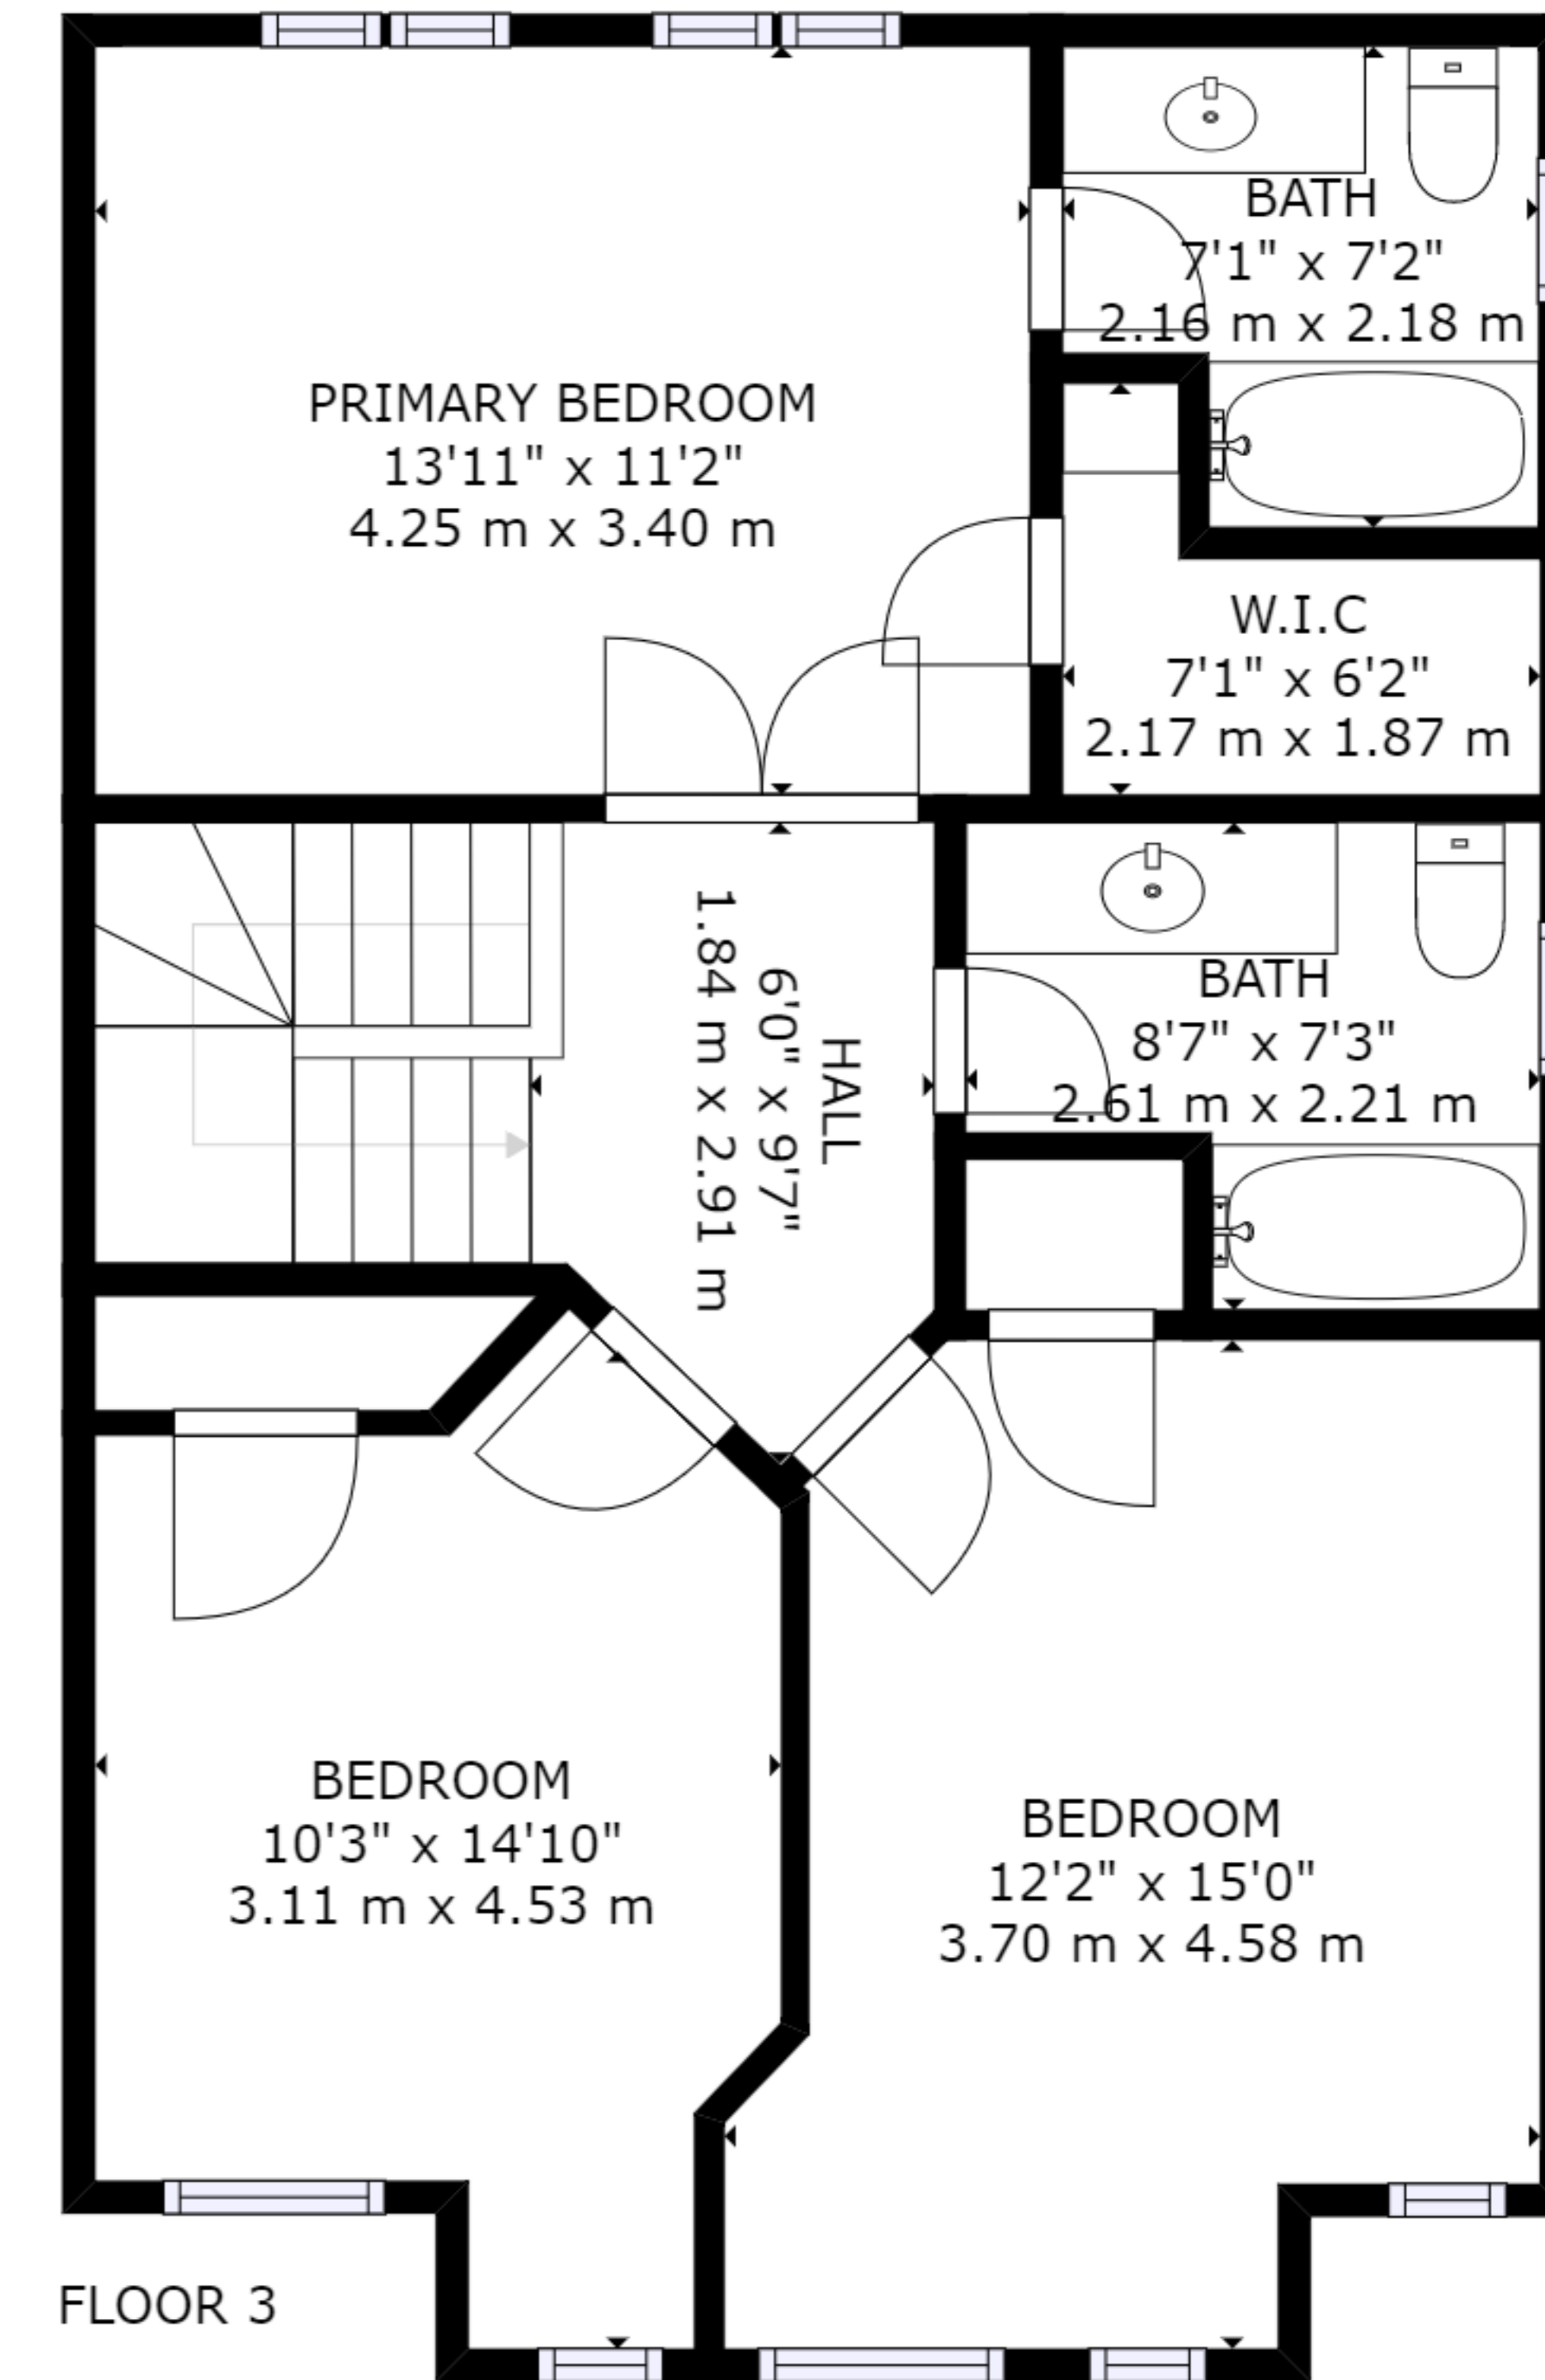 BATH
7'1" x 7'2"
2.16 m x 2.18 m
PRIMARY BEDROOM
13'11" x 11'2"
4.25 m x 3.40 m
W.I.C
7'1" x 6'2"
2.17 m x 1.87 m
HALL
6'0" x 9'7"
1.84 m x 2.91 m
BATH
8'7" x 7'3"
2.61 m x 2.21 m
BEDROOM
10'3" x 14'10"
3.11 m x 4.53 m
BEDROOM
12'2" x 15'0"
3.70 m x 4.58 m
FLOOR 3